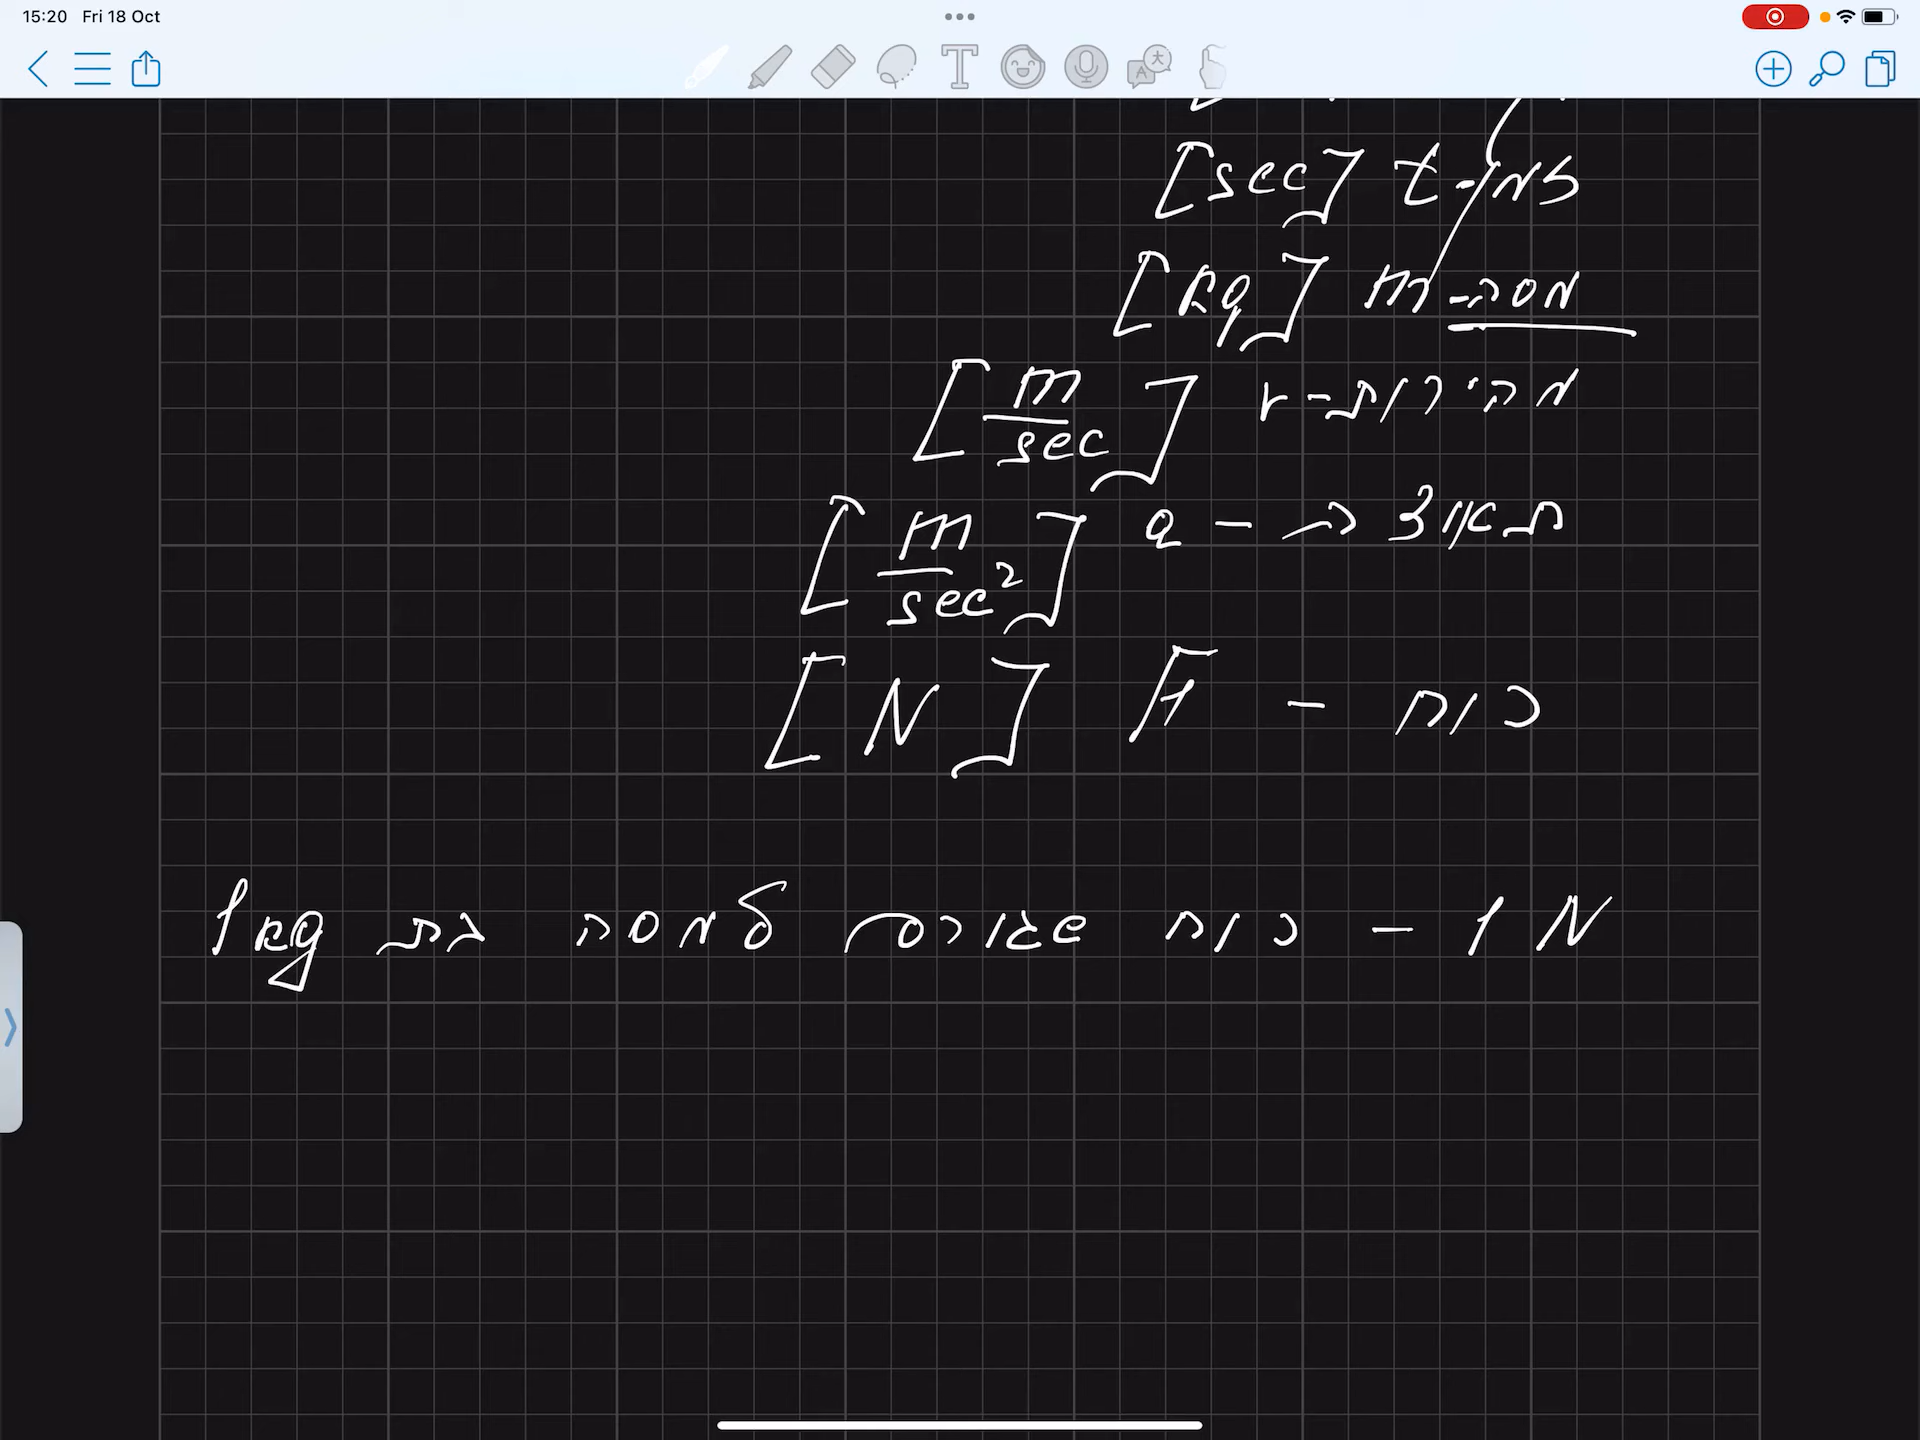 15:20 Fri 18 Oct
זמן - t [sec]
מסה - m [kg]
מהירות - v [m/sec]
תאוצה - a [m/sec²]
כוח - F [N]
1 N - כוח שגורם למסה בת 1kg